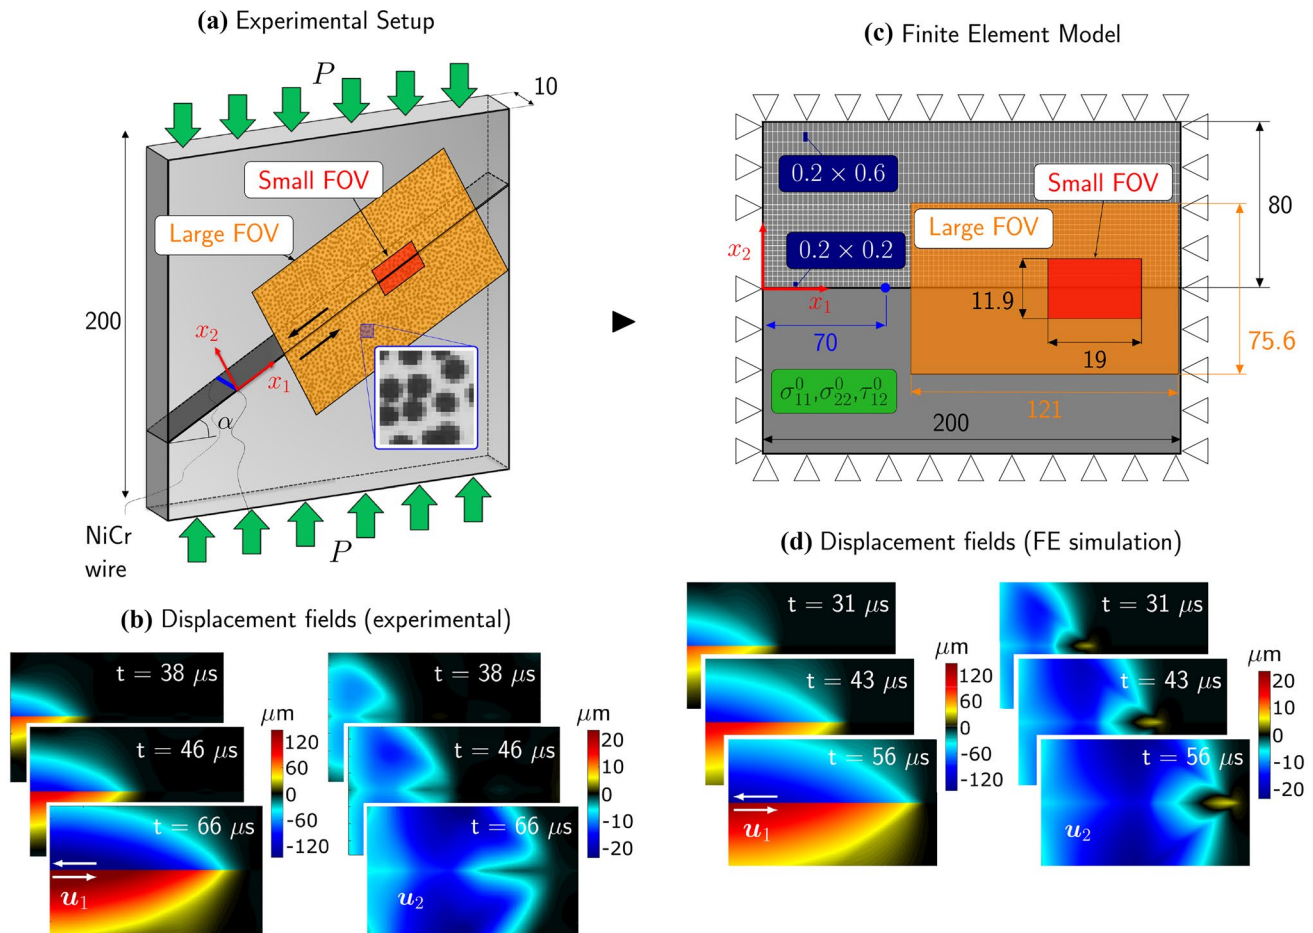 (a) Experimental Setup
P
10
Small FOV
Large FOV
200
x₂
x₁
α
NiCr
wire
P
(c) Finite Element Model
0.2 × 0.6
Small FOV
80
Large FOV
x₂
0.2 × 0.2
x₁
11.9
70
19
75.6
σ⁰₁₁,σ⁰₂₂,τ⁰₁₂
121
200
(b) Displacement fields (experimental)
t = 38 μs
t = 46 μs
t = 66 μs
u₁
μm
120
60
0
-60
-120
t = 38 μs
t = 46 μs
t = 66 μs
u₂
μm
20
10
0
-10
-20
(d) Displacement fields (FE simulation)
t = 31 μs
t = 43 μs
t = 56 μs
u₁
μm
120
60
0
-60
-120
t = 31 μs
t = 43 μs
t = 56 μs
u₂
μm
20
10
0
-10
-20